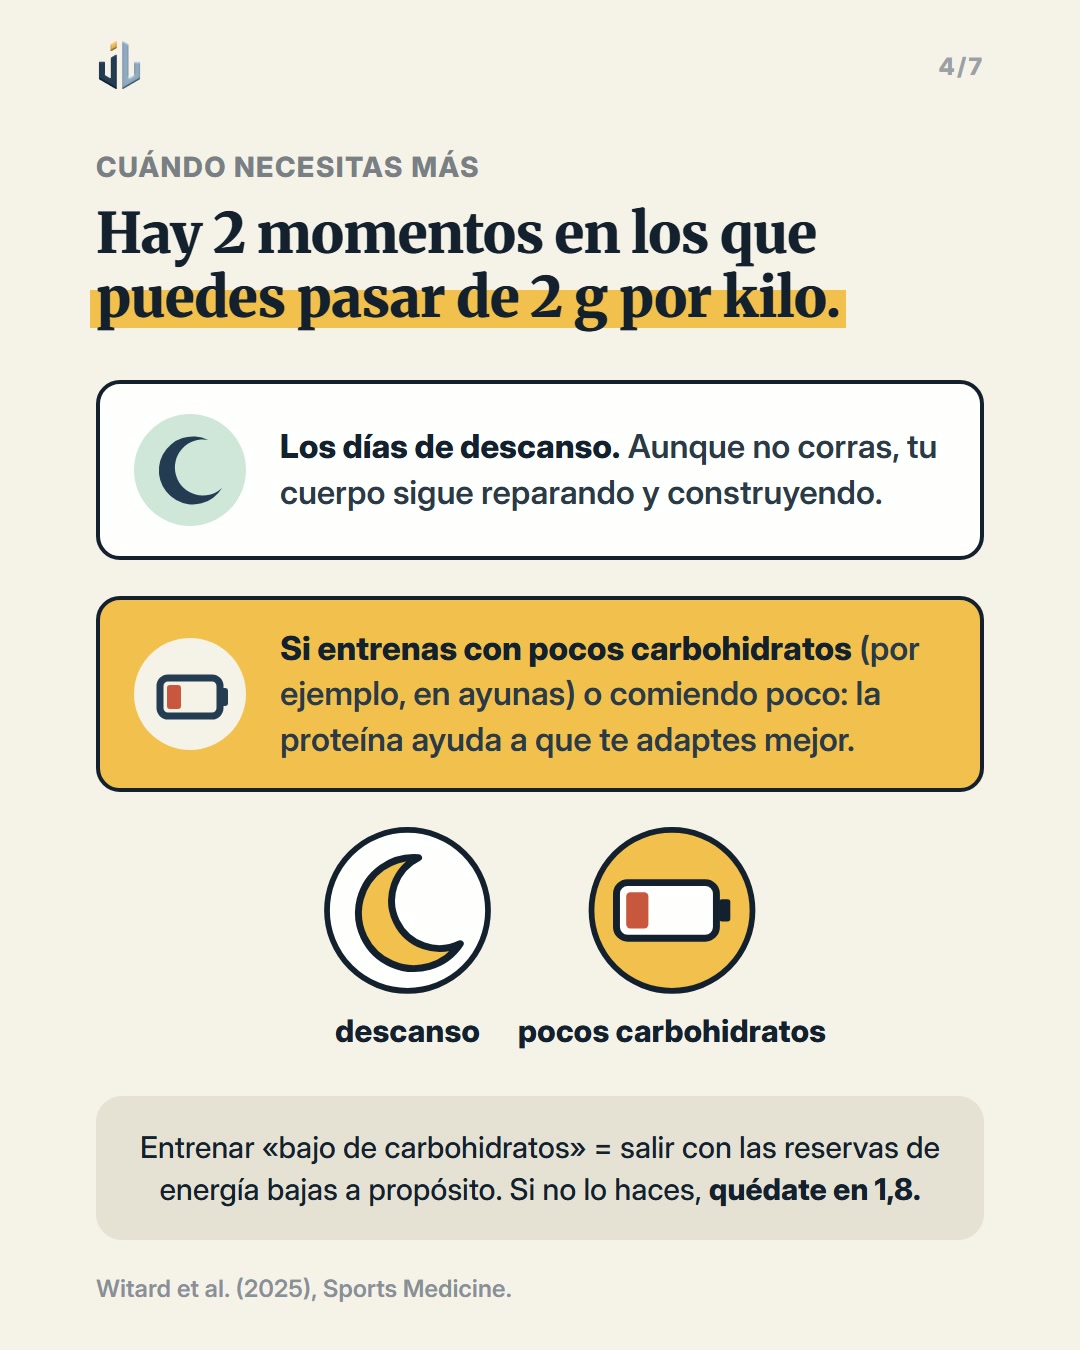 4/7
CUÁNDO NECESITAS MÁS
Hay 2 momentos en los que
puedes pasar de 2 g por kilo.
Los días de descanso. Aunque no corras, tu
cuerpo sigue reparando y construyendo.
Si entrenas con pocos carbohidratos (por
ejemplo, en ayunas) o comiendo poco: la
proteína ayuda a que te adaptes mejor.
descanso
pocos carbohidratos
Entrenar «bajo de carbohidratos» = salir con las reservas de
energía bajas a propósito. Si no lo haces, quédate en 1,8.
Witard et al. (2025), Sports Medicine.